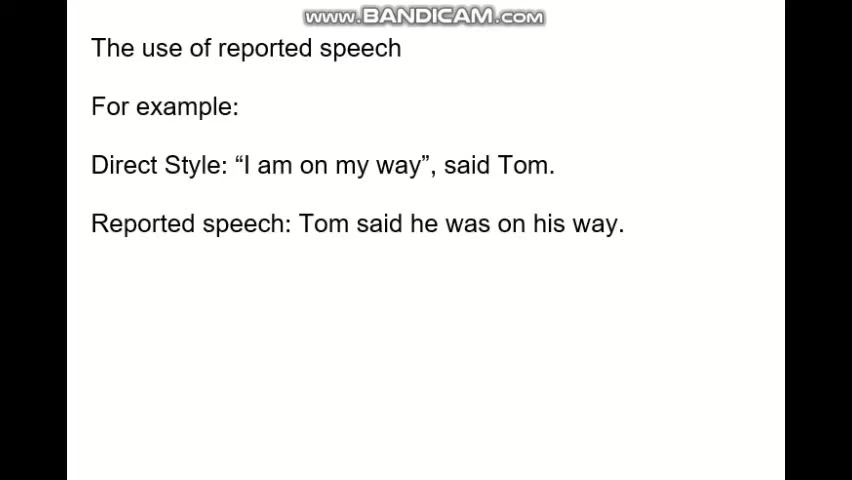 www.BANDICAM.com
The use of reported speech
For example:
Direct Style: “I am on my way”, said Tom.
Reported speech: Tom said he was on his way.